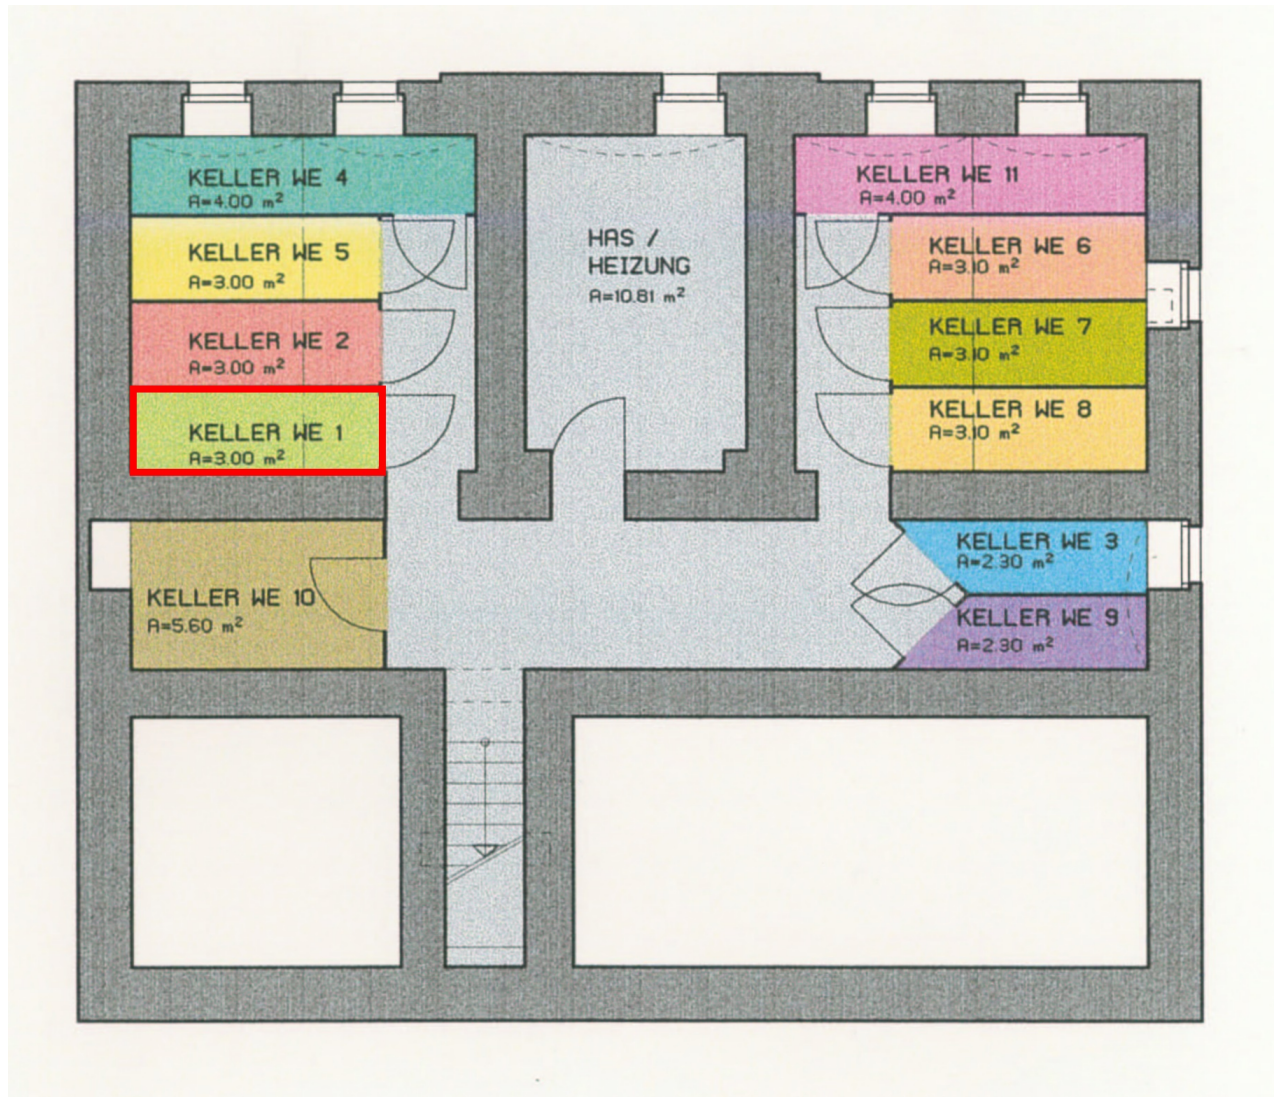 KELLER WE 4
A=4.00 m²
KELLER WE 5
A=3.00 m²
KELLER WE 2
A=3.00 m²
KELLER WE 1
A=3.00 m²
KELLER WE 10
A=5.60 m²
HAS /
HEIZUNG
A=10.81 m²
KELLER WE 11
A=4.00 m²
KELLER WE 6
A=3.10 m²
KELLER WE 7
A=3.10 m²
KELLER WE 8
A=3.10 m²
KELLER WE 3
A=2.30 m²
KELLER WE 9
A=2.30 m²